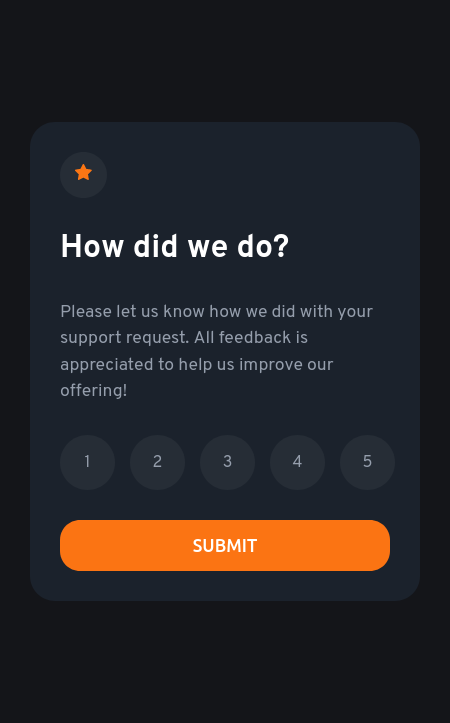 How did we do?
Please let us know how we did with your
support request. All feedback is
appreciated to help us improve our
offering!
1 2 3 4 5
SUBMIT